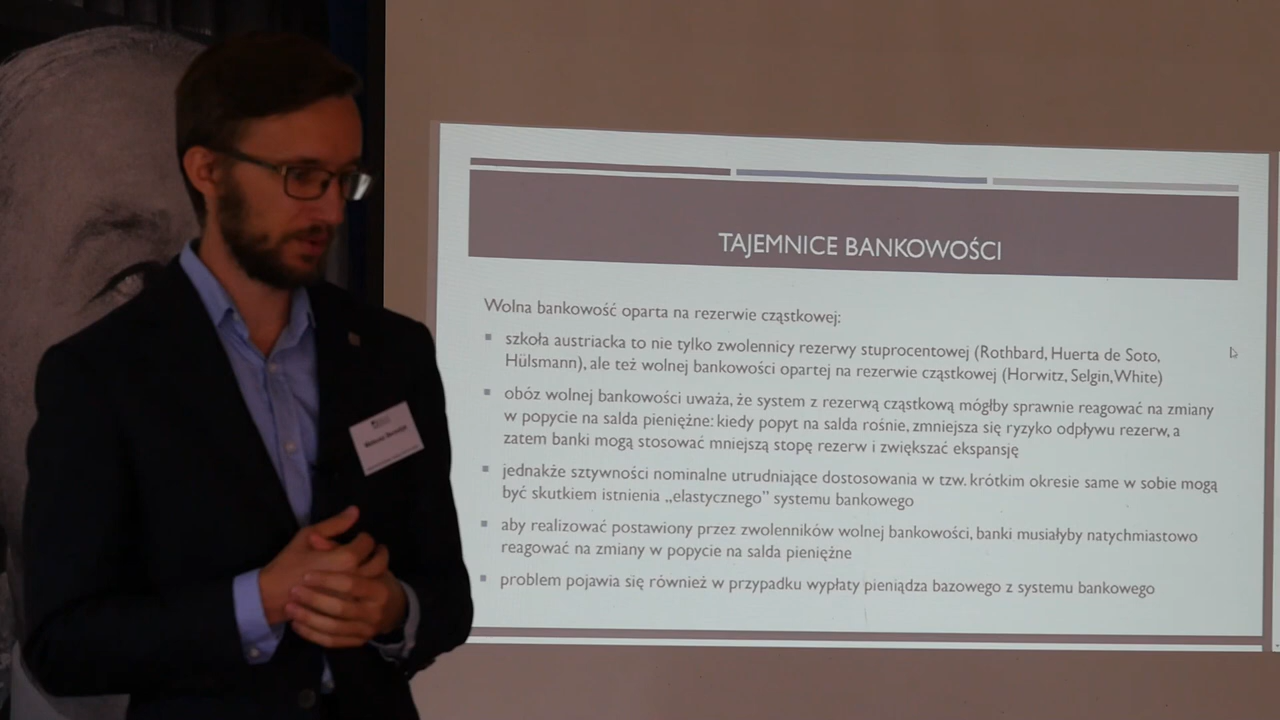 TAJEMNICE BANKOWOŚCI
Wolna bankowość oparta na rezerwie cząstkowej:
szkoła austriacka to nie tylko zwolennicy rezerwy stuprocentowej (Rothbard, Huerta de Soto,
Hülsmann), ale też wolnej bankowości opartej na rezerwie cząstkowej (Horwitz, Selgin, White)
obóz wolnej bankowości uważa, że system z rezerwą cząstkową mógłby sprawnie reagować na zmiany
w popycie na salda pieniężne: kiedy popyt na salda rośnie, zmniejsza się ryzyko odpływu rezerw, a
zatem banki mogą stosować mniejszą stopę rezerw i zwiększać ekspansję
jednakże sztywności nominalne utrudniające dostosowania w tzw. krótkim okresie same w sobie mogą
być skutkiem istnienia „elastycznego” systemu bankowego
aby realizować postawiony przez zwolenników wolnej bankowości, banki musiałyby natychmiastowo
reagować na zmiany w popycie na salda pieniężne
problem pojawia się również w przypadku wypłaty pieniądza bazowego z systemu bankowego